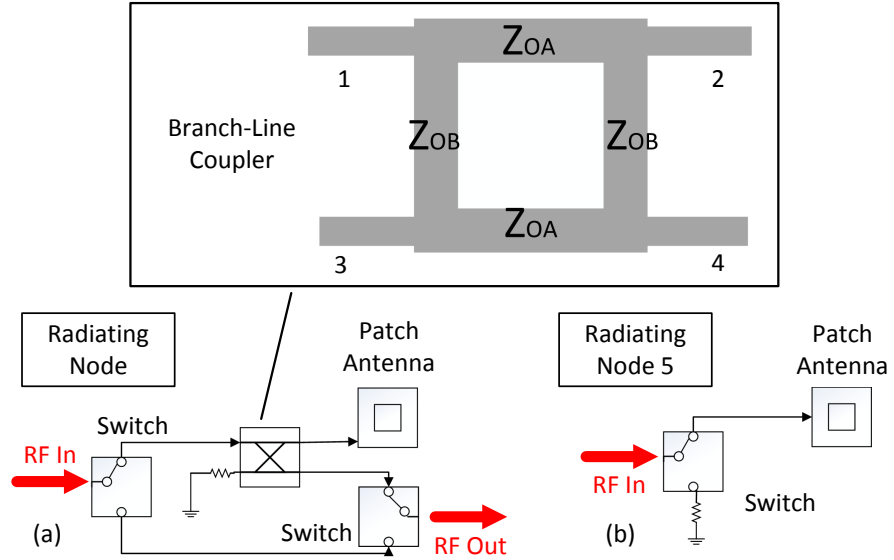 ZOA
1
2
Branch-Line
Coupler
ZOB
ZOB
ZOA
3
4
Radiating
Node
Patch
Antenna
Switch
RF In
(a)
Switch
RF Out
Radiating
Node 5
Patch
Antenna
RF In
Switch
(b)